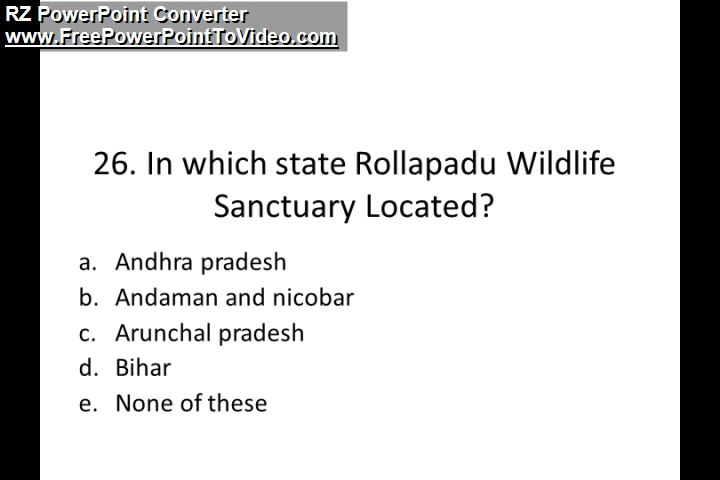 RZ PowerPoint Converter
www.FreePowerPointToVideo.com
26. In which state Rollapadu Wildlife
Sanctuary Located?
a. Andhra pradesh
b. Andaman and nicobar
c. Arunchal pradesh
d. Bihar
e. None of these